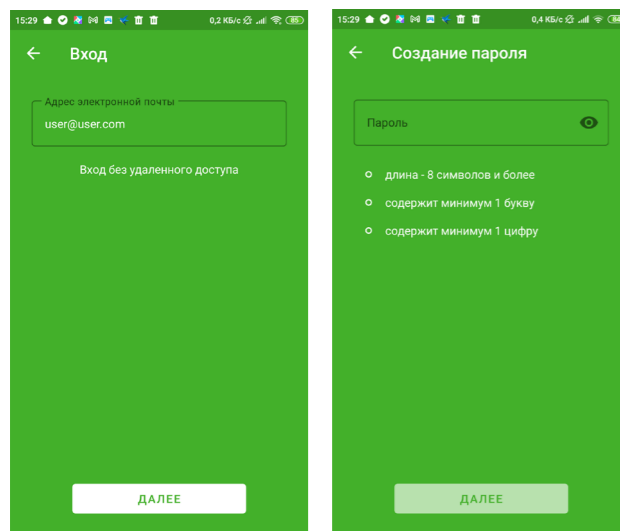 15:29 0,2 КБ/с 85
Вход
Адрес электронной почты
user@user.com
Вход без удаленного доступа
ДАЛЕЕ
15:29 0,4 КБ/с
Создание пароля
Пароль
длина - 8 символов и более
содержит минимум 1 букву
содержит минимум 1 цифру
ДАЛЕЕ